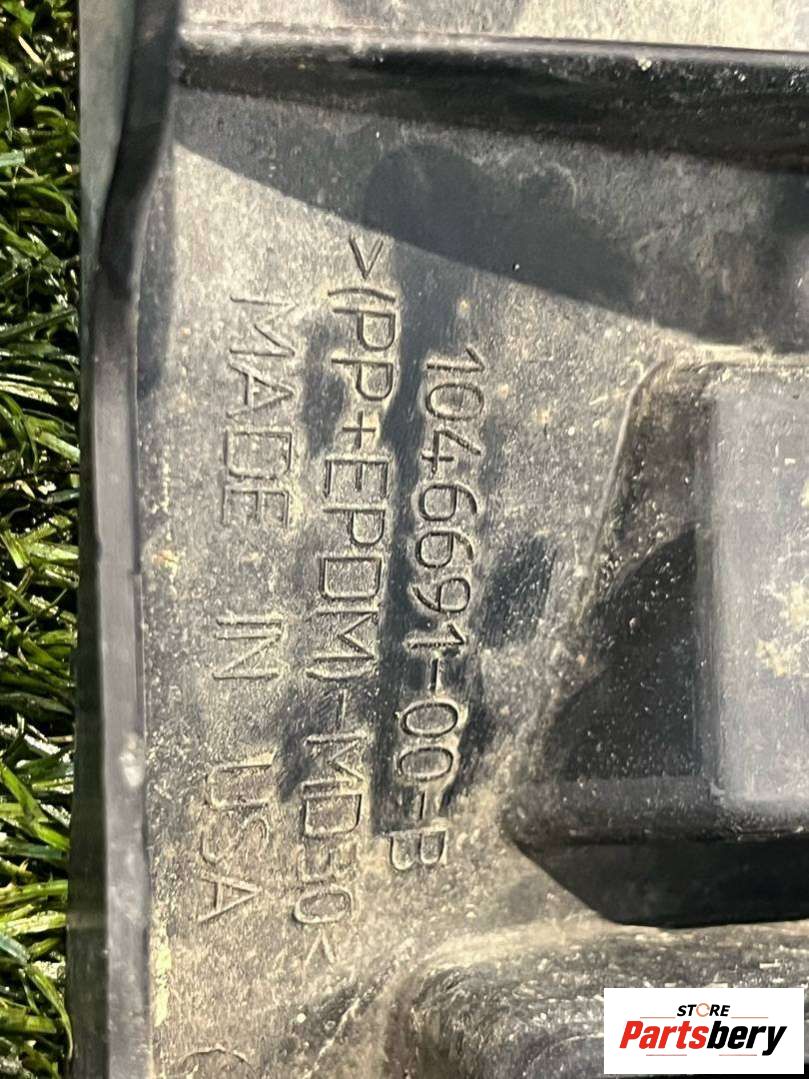 1046691-00-B
>(PP+EPDM)-MD30<
MADE IN USA
STORE
Partsbery